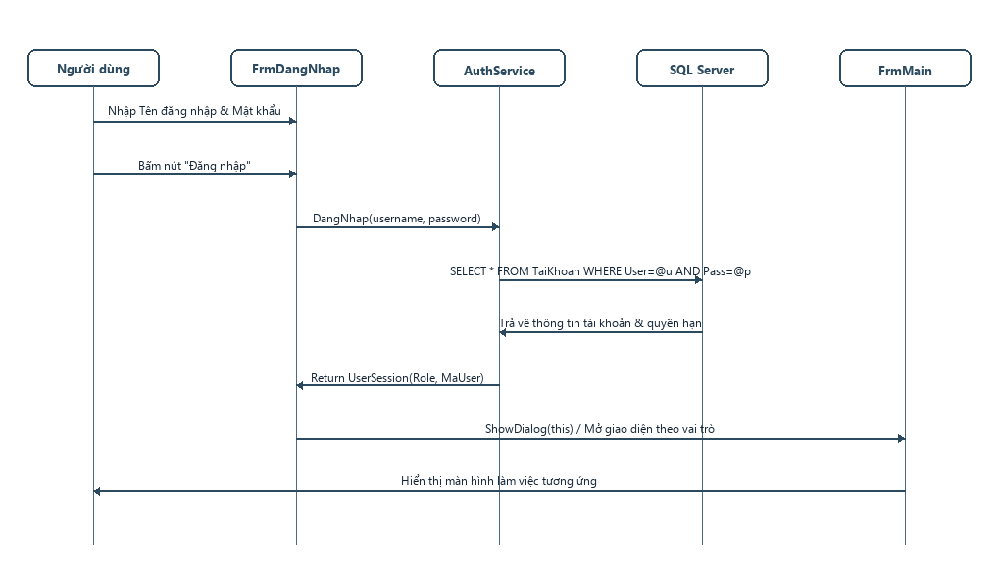 Người dùng
FrmDangNhap
AuthService
SQL Server
FrmMain
Nhập Tên đăng nhập & Mật khẩu
Bấm nút "Đăng nhập"
DangNhap(username, password)
SELECT * FROM TaiKhoan WHERE User=@u AND Pass=@p
Trả về thông tin tài khoản & quyền hạn
Return UserSession(Role, MaUser)
ShowDialog(this) / Mở giao diện theo vai trò
Hiển thị màn hình làm việc tương ứng